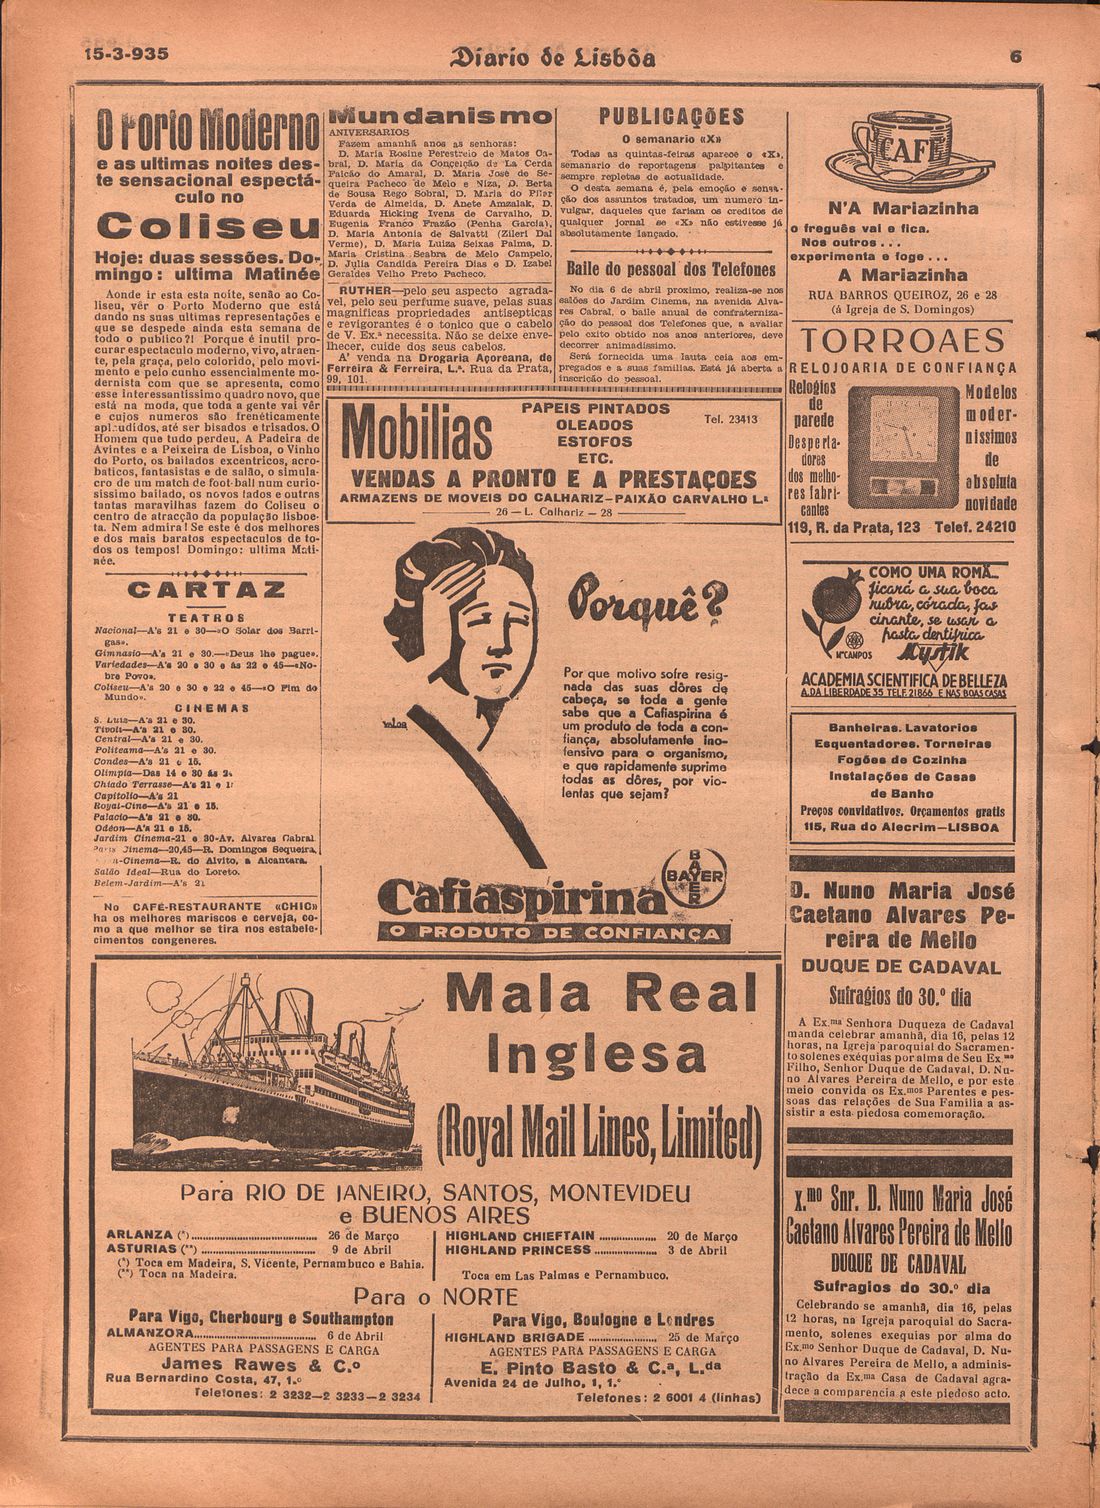 15-3-935
Diario de Lisbôa
6
O Porto Moderno
e as ultimas noites des-
te sensacional espectá-
culo no
Coliseu
Hoje: duas sessões. Do-
mingo: ultima Matinée
Aonde ir esta esta noite, senão ao Co-
liseu, vêr o Porto Moderno que está
dando as suas ultimas representações e
que se despede ainda esta semana de
todo o publico?! Porque é inutil pro-
curar espectaculo moderno, vivo, atraen-
te, pela graça, pelo colorido, pelo movi-
mento e pelo cunho essencialmente mo-
dernista com que se apresenta, como
esse interessantissimo quadro novo, que
está na moda, que toda a gente vai vêr
e cujos numeros são frenéticamente
aplaudidos, até ser bisados e trisados. O
Homem que tudo perdeu, A Padeira de
Avintes e a Peixeira de Lisboa, o Vinho
do Porto, os bailados excentricos, acro-
baticos, fantasistas e de salão, o simula-
cro de um match de foot-ball num curio-
sissimo bailado, os novos fados e outras
tantas maravilhas fazem do Coliseu o
centro de atracção da população lisboe-
ta. Nem admira! Se este é dos melhores
e dos mais baratos espectaculos de to-
dos os tempos! Domingo: ultima Mati-
née.
CARTAZ
TEATROS
Nacional—A's 21 e 30—«O Solar dos Barri-
gas».
Gimnasio—A's 21 e 30.—«Deus lhe pague».
Variedades—A's 20 e 30 e ás 22 e 45—«No-
bre Povo».
Coliseu—A's 20 e 30 e 22 e 45—«O Fim do
Mundo».
CINEMAS
S. Luis—A's 21 e 30.
Tivoli—A's 21 e 30.
Central—A's 21 e 30.
Politeama—A's 21 e 30.
Condes—A's 21 e 15.
Olimpia—Das 14 e 30 ás
Chiado Terrasse—A's 21 e
Capitolio—A's 21
Royal-Cine—A's 21 e 15.
Palacio—A's 21 e 30.
Odéon—A's 21 e 15.
Jardim Cinema-21 e 30-Av. Alvares Cabral.
Paris Cinema—20,45—R. Domingos Sequeira.
Cinema—R. do Alvito, a Alcantara.
Salão Ideal—Rua do Loreto.
Belem-Jardim—A's 21
No CAFÉ-RESTAURANTE «CHIC»
ha os melhores mariscos e cerveja, co-
mo a que melhor se tira nos estabele-
cimentos congeneres.
Mundanismo
ANIVERSARIOS
Fazem amanhã anos as senhoras:
D. Maria Rosine Perestrelo de Matos Ca-
bral, D. Maria da Conceição de La Cerda
Falcão do Amaral, D. Maria José de Se-
queira Pacheco de Melo e Niza, D. Berta
de Sousa Rego Sobral, D. Maria do Pilar
Verda de Almeida, D. Anete Amzalak, D.
Eduarda Hicking Ivens de Carvalho, D.
Eugenia Franco Frazão (Penha Garcia),
D. Maria Antonia de Salvatti (Zileri Dal
Verme), D. Maria Luiza Seixas Palma, D.
Maria Cristina Seabra de Melo Campelo,
D. Julia Candida Pereira Dias e D. Izabel
Geraldes Velho Preto Pacheco.
RUTHER—pelo seu aspecto agrada-
vel, pelo seu perfume suave, pelas suas
magnificas propriedades antisepticas
e revigorantes é o tonico que o cabelo
de V. Ex.ª necessita. Não se deixe enve-
lhecer, cuide dos seus cabelos.
A' venda na Drogaria Açoreana, de
Ferreira & Ferreira, L.ª. Rua da Prata,
99, 101.
PUBLICAÇÕES
O semanario «X»
Todas as quintas-feiras aparece o «X»,
semanario de reportagens palpitantes e
sempre repletas de actualidade.
O desta semana é, pela emoção e sensa-
ção dos assuntos tratados, um numero in-
vulgar, daqueles que fariam os creditos de
qualquer jornal se «X» não estivesse já
absolutamente lançado.
Baile do pessoal dos Telefones
No dia 6 de abril proximo, realiza-se nos
salões do Jardim Cinema, na avenida Alva-
res Cabral, o baile anual de confraterniza-
ção do pessoal dos Telefones que, a avaliar
pelo exito obtido nos anos anteriores, deve
decorrer animadissimo.
Será fornecida uma lauta ceia aos em-
pregados e a suas familias. Está já aberta a
inscrição do pessoal.
Mobilias
PAPEIS PINTADOS
OLEADOS
ESTOFOS
ETC.
Tel. 23413
VENDAS A PRONTO E A PRESTAÇÕES
ARMAZENS DE MOVEIS DO CALHARIZ—PAIXÃO CARVALHO L.ª
26 — L. Calhariz — 28
Porquê?
Por que motivo sofre resig-
nada das suas dôres de
cabeça, se toda a gente
sabe que a Cafiaspirina é
um produto de toda a con-
fiança, absolutamente ino-
fensivo para o organismo,
e que rapidamente suprime
todas as dôres, por vio-
lentas que sejam?
BAYER
BAYER
Cafiaspirina
O PRODUTO DE CONFIANÇA
CAFÉ
N'A Mariazinha
o freguês vai e fica.
Nos outros...
experimenta e foge...
A Mariazinha
RUA BARROS QUEIROZ, 26 e 28
(á Igreja de S. Domingos)
TORROAES
RELOJOARIA DE CONFIANÇA
Relogios
de
parede
Desperta-
dores
dos melho-
res fabri-
cantes
Modelos
moder-
nissimos
de
absoluta
novidade
119, R. da Prata, 123 Telef. 24210
COMO UMA ROMÃ...
ficará a sua boca
rubra, córada, fas
cinante, se usar a
pasta dentifrica
Mystik
Mme CAMPOS
ACADEMIA SCIENTIFICA DE BELLEZA
A. DA LIBERDADE 35 TELF. 21866 E NAS BOAS CASAS
Banheiras. Lavatorios
Esquentadores. Torneiras
Fogões de Cozinha
Instalações de Casas
de Banho
Preços convidativos. Orçamentos gratis
115, Rua do Alecrim—LISBOA
D. Nuno Maria José
Caetano Alvares Pe-
reira de Mello
DUQUE DE CADAVAL
Sufragios do 30.º dia
A Ex.ma Senhora Duqueza de Cadaval
manda celebrar amanhã, dia 16, pelas 12
horas, na Igreja paroquial do Sacramen-
to solenes exéquias por alma de Seu Ex.mo
Filho, Senhor Duque de Cadaval, D. Nu-
no Alvares Pereira de Mello, e por este
meio convida os Ex.mos Parentes e pes-
soas das relações de Sua Familia a as-
sistir a esta piedosa comemoração.
x.mo Snr. D. Nuno Maria José
Caetano Alvares Pereira de Mello
DUQUE DE CADAVAL
Sufragios do 30.º dia
Celebrando se amanhã, dia 16, pelas
12 horas, na Igreja paroquial do Sacra-
mento, solenes exequias por alma do
Ex.mo Senhor Duque de Cadaval, D. Nu-
no Alvares Pereira de Mello, a adminis-
tração da Ex.ma Casa de Cadaval agra-
dece a comparencia a este piedoso acto.
Mala Real
Inglesa
(Royal Mail Lines, Limited)
Para RIO DE JANEIRO, SANTOS, MONTEVIDEU
e BUENOS AIRES
ARLANZA (*) 26 de Março
ASTURIAS (**) 9 de Abril
(*) Toca em Madeira, S. Vicente, Pernambuco e Bahia.
(**) Toca na Madeira.
HIGHLAND CHIEFTAIN 20 de Março
HIGHLAND PRINCESS 3 de Abril
Toca em Las Palmas e Pernambuco.
Para o NORTE
Para Vigo, Cherbourg e Southampton
ALMANZORA 6 de Abril
AGENTES PARA PASSAGENS E CARGA
James Rawes & C.º
Rua Bernardino Costa, 47, 1.º
Telefones: 2 3232—2 3233—2 3234
Para Vigo, Boulogne e Londres
HIGHLAND BRIGADE 25 de Março
AGENTES PARA PASSAGENS E CARGA
E. Pinto Basto & C.ª, L.da
Avenida 24 de Julho, 1, 1.º
Telefones: 2 6001 4 (linhas)